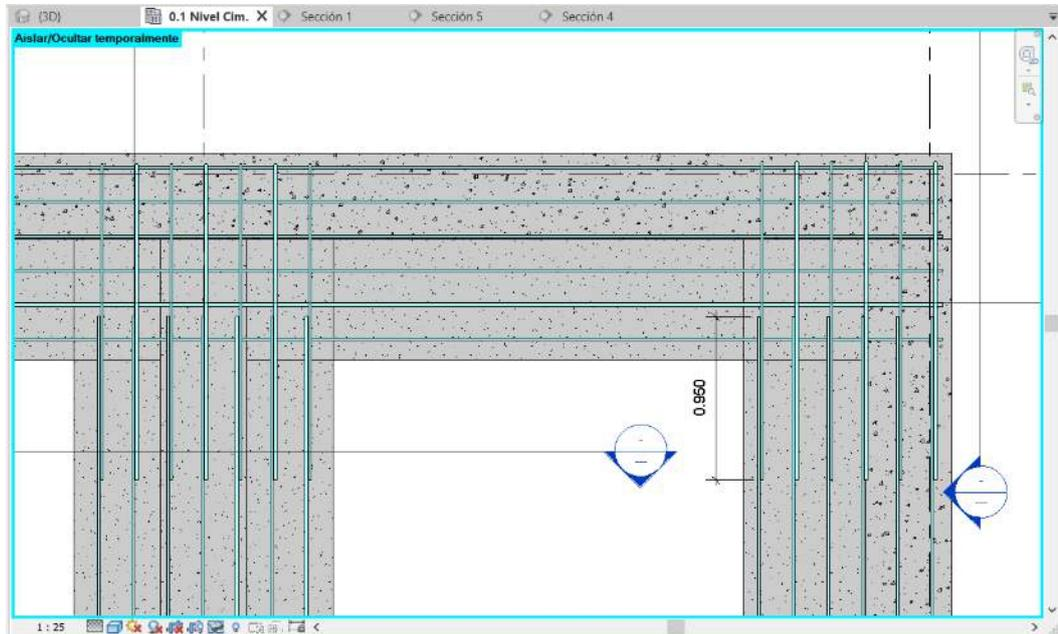 {3D} 0.1 Nivel Cim. X Sección 1 Sección 5 Sección 4
Aislar/Ocultar temporalmente
0.950
1 : 25